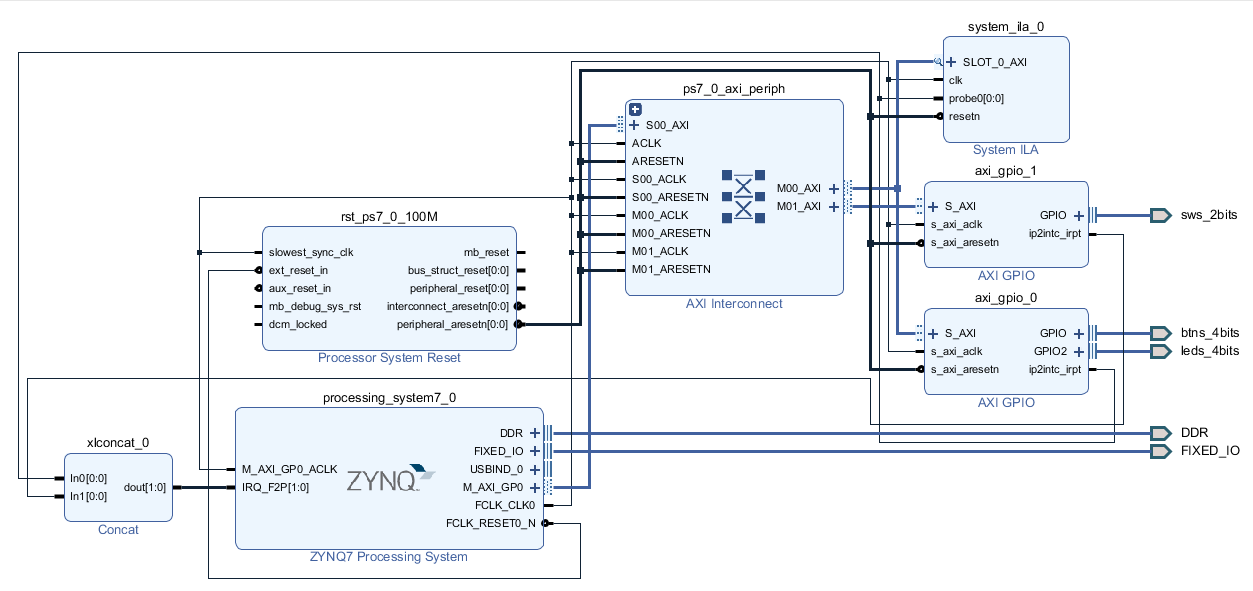 system_ila_0
SLOT_0_AXI
clk
probe0[0:0]
resetn
System ILA
ps7_0_axi_periph
S00_AXI
ACLK
ARESETN
S00_ACLK
S00_ARESETN
M00_ACLK
M00_ARESETN
M01_ACLK
M01_ARESETN
M00_AXI
M01_AXI
AXI Interconnect
axi_gpio_1
S_AXI
s_axi_aclk
s_axi_aresetn
GPIO
ip2intc_irpt
AXI GPIO
sws_2bits
rst_ps7_0_100M
slowest_sync_clk
ext_reset_in
aux_reset_in
mb_debug_sys_rst
dcm_locked
mb_reset
bus_struct_reset[0:0]
peripheral_reset[0:0]
interconnect_aresetn[0:0]
peripheral_aresetn[0:0]
Processor System Reset
axi_gpio_0
S_AXI
s_axi_aclk
s_axi_aresetn
GPIO
GPIO2
ip2intc_irpt
AXI GPIO
btns_4bits
leds_4bits
processing_system7_0
M_AXI_GP0_ACLK
IRQ_F2P[1:0]
ZYNQ
DDR
FIXED_IO
USBIND_0
M_AXI_GP0
FCLK_CLK0
FCLK_RESET0_N
ZYNQ7 Processing System
DDR
FIXED_IO
xlconcat_0
In0[0:0]
In1[0:0]
dout[1:0]
Concat